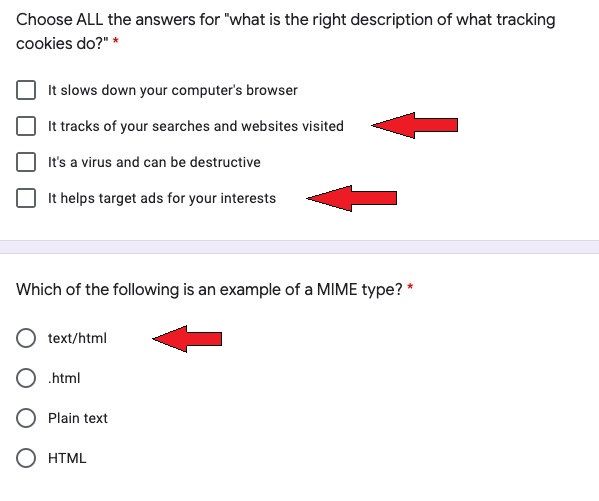 Choose ALL the answers for "what is the right description of what tracking
cookies do?" *
It slows down your computer's browser
It tracks of your searches and websites visited
It's a virus and can be destructive
It helps target ads for your interests
Which of the following is an example of a MIME type? *
text/html
.html
Plain text
HTML